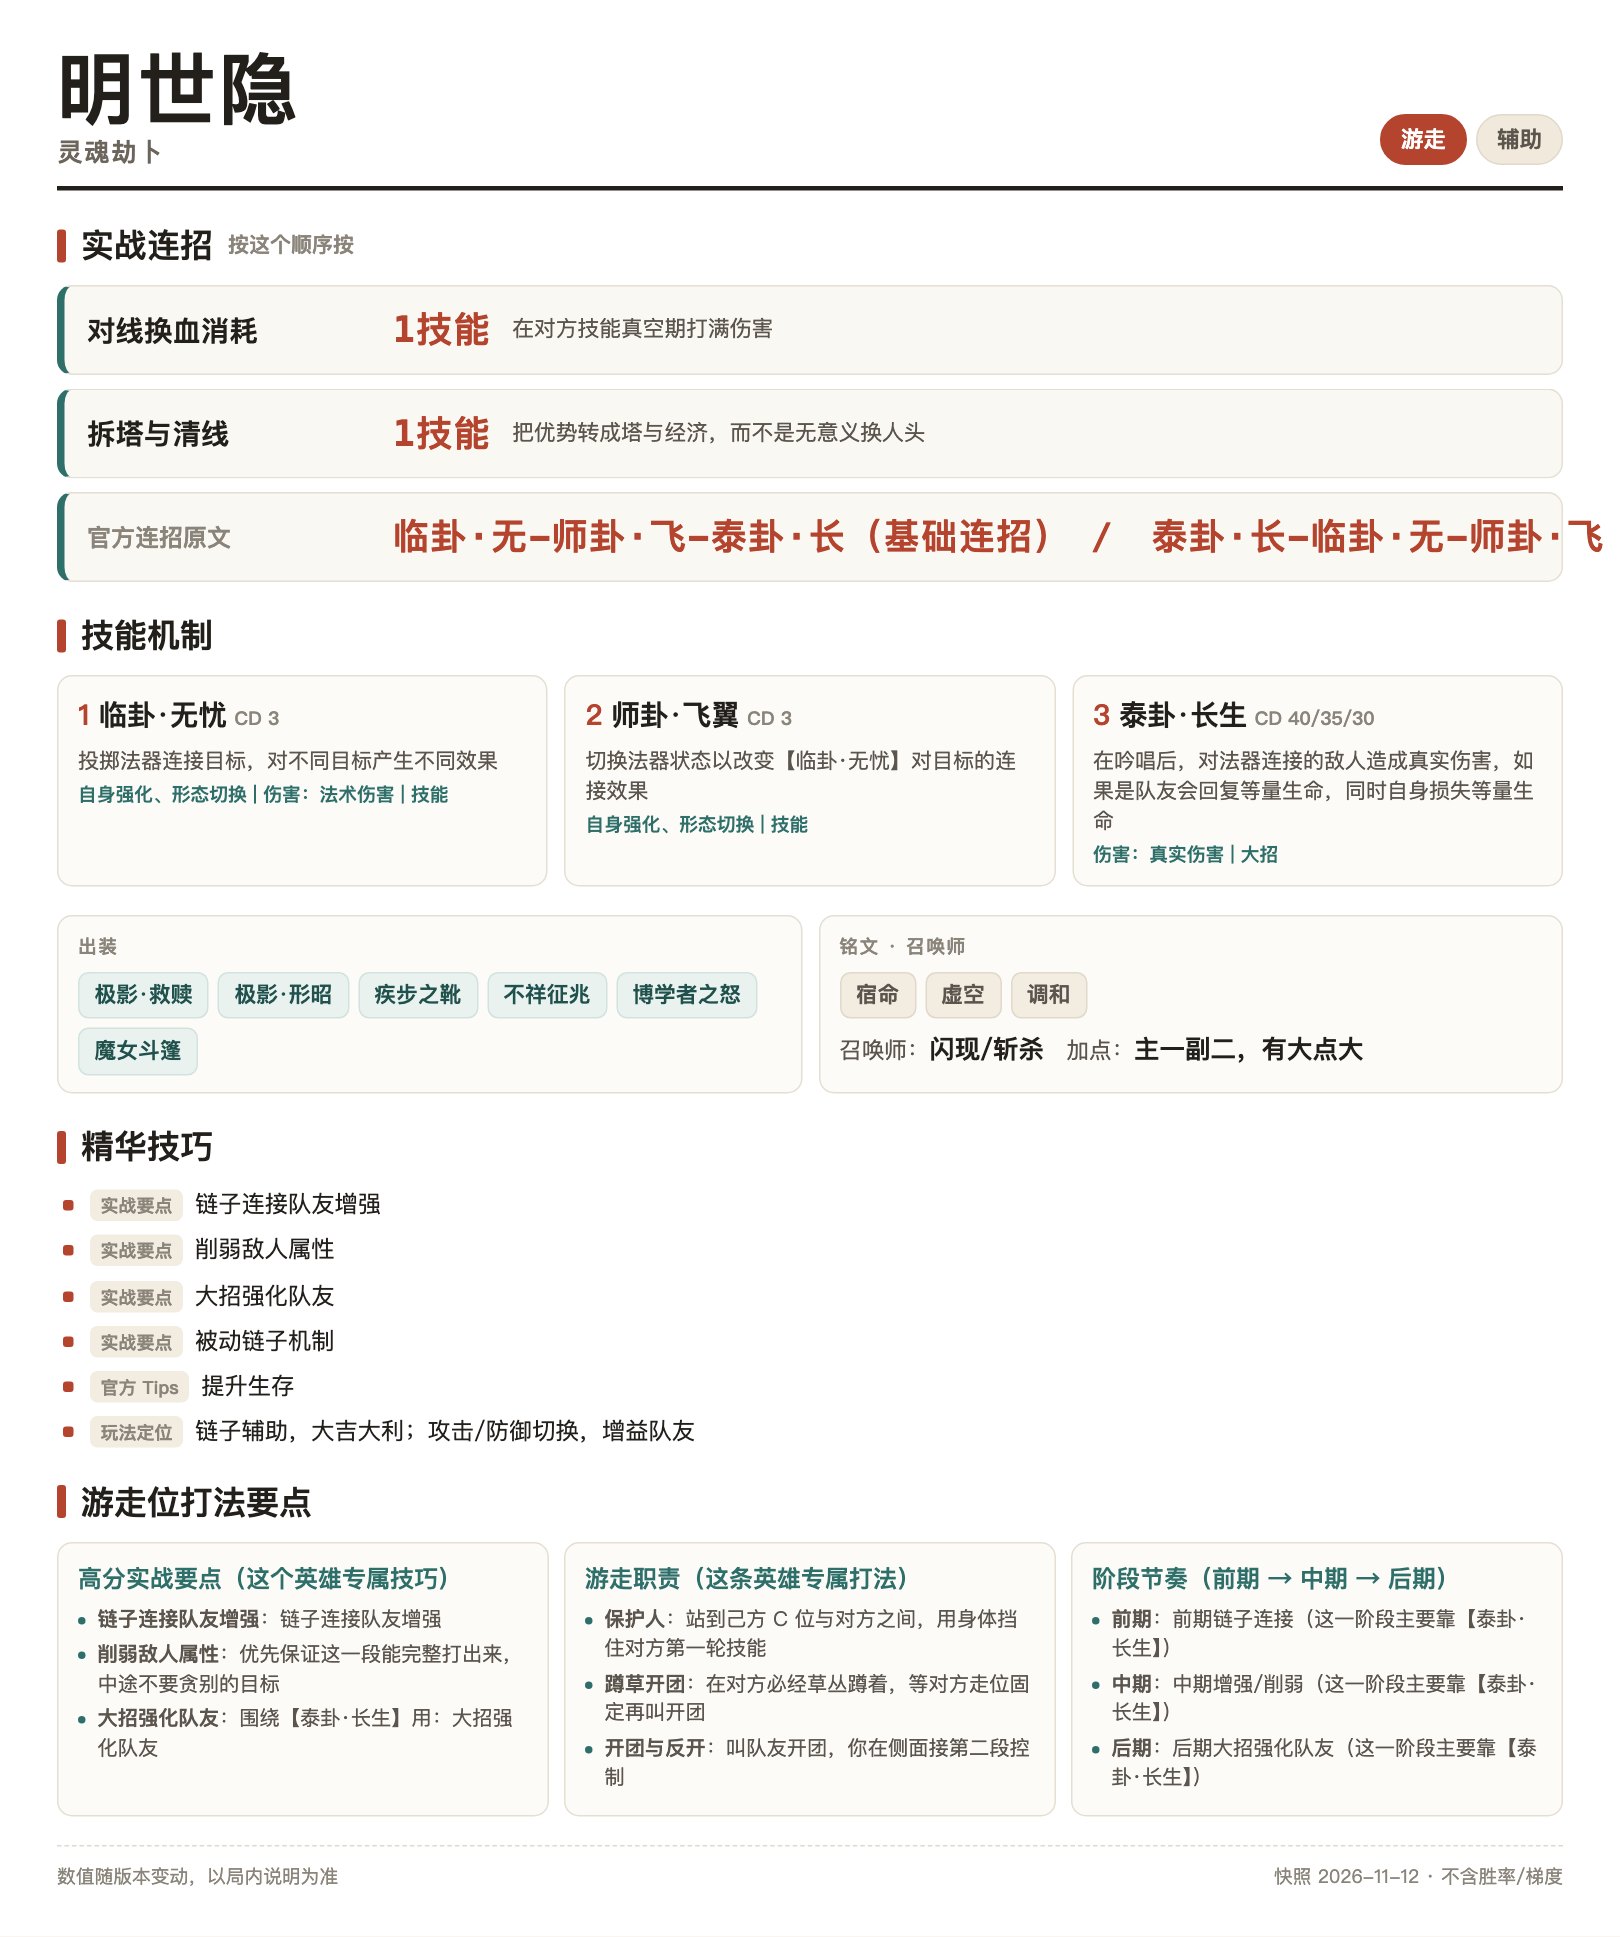 明世隐
灵魂劫卜
游走 辅助
实战连招 按这个顺序按
对线换血消耗 1技能 在对方技能真空期打满伤害
拆塔与清线 1技能 把优势转成塔与经济，而不是无意义换人头
官方连招原文 临卦·无-师卦·飞-泰卦·长（基础连招） / 泰卦·长-临卦·无-师卦·飞
技能机制
1 临卦·无忧 CD 3
投掷法器连接目标，对不同目标产生不同效果
自身强化、形态切换 | 伤害：法术伤害 | 技能
2 师卦·飞翼 CD 3
切换法器状态以改变【临卦·无忧】对目标的连
接效果
自身强化、形态切换 | 技能
3 泰卦·长生 CD 40/35/30
在吟唱后，对法器连接的敌人造成真实伤害，如
果是队友会回复等量生命，同时自身损失等量生
命
伤害：真实伤害 | 大招
出装
极影·救赎 极影·形昭 疾步之靴 不祥征兆 博学者之怒
魔女斗篷
铭文 · 召唤师
宿命 虚空 调和
召唤师：闪现/斩杀 加点：主一副二，有大点大
精华技巧
实战要点 链子连接队友增强
实战要点 削弱敌人属性
实战要点 大招强化队友
实战要点 被动链子机制
官方 Tips 提升生存
玩法定位 链子辅助，大吉大利；攻击/防御切换，增益队友
游走位打法要点
高分实战要点（这个英雄专属技巧）
链子连接队友增强：链子连接队友增强
削弱敌人属性：优先保证这一段能完整打出来，
中途不要贪别的目标
大招强化队友：围绕【泰卦·长生】用：大招强
化队友
游走职责（这条英雄专属打法）
保护人：站到己方 C 位与对方之间，用身体挡
住对方第一轮技能
蹲草开团：在对方必经草丛蹲着，等对方走位固
定再叫开团
开团与反开：叫队友开团，你在侧面接第二段控
制
阶段节奏（前期 → 中期 → 后期）
前期：前期链子连接（这一阶段主要靠【泰卦·
长生】）
中期：中期增强/削弱（这一阶段主要靠【泰卦·
长生】）
后期：后期大招强化队友（这一阶段主要靠【泰
卦·长生】）
数值随版本变动，以局内说明为准
快照 2026-11-12 · 不含胜率/梯度